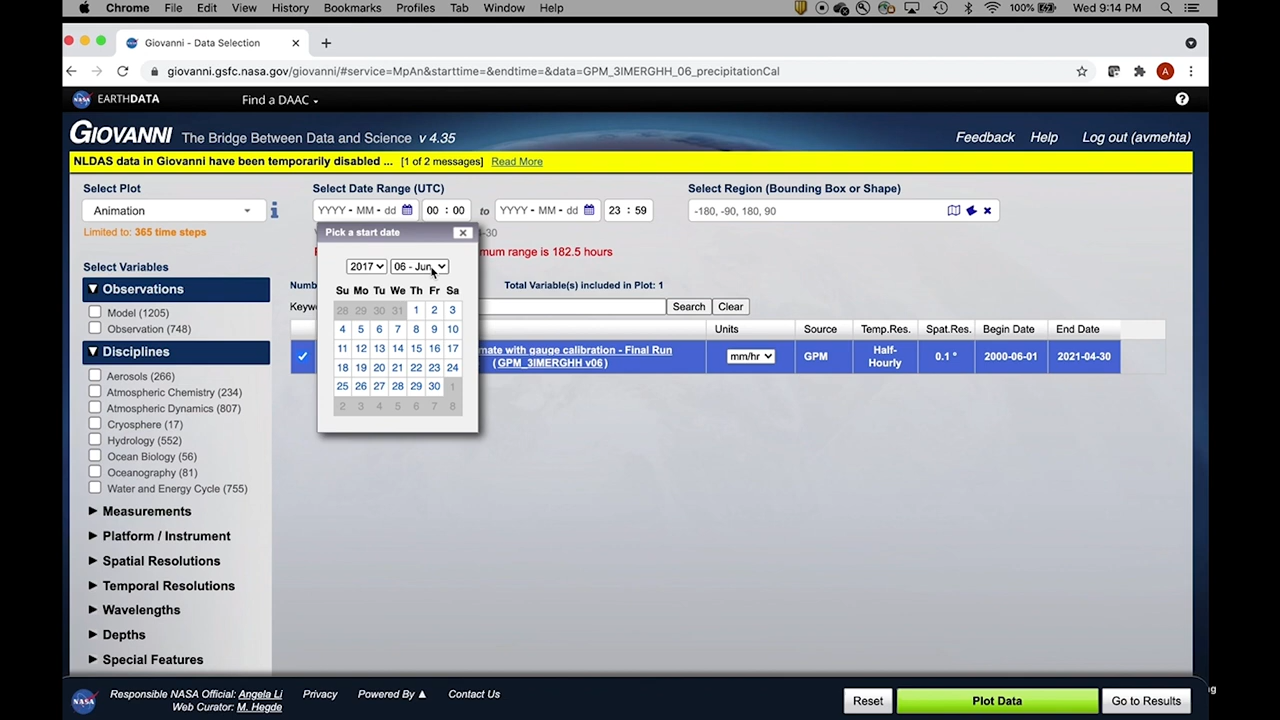 Chrome File Edit View History Bookmarks Profiles Tab Window Help 100% Wed 9:14 PM
Giovanni - Data Selection
giovanni.gsfc.nasa.gov/giovanni/#service=MpAn&starttime=&endtime=&data=GPM_3IMERGHH_06_precipitationCal A
NASA EARTHDATA Find a DAAC
GIOVANNI The Bridge Between Data and Science v 4.35 Feedback Help Log out (avmehta)
NLDAS data in Giovanni have been temporarily disabled ... [1 of 2 messages] Read More
Select Plot Select Date Range (UTC) Select Region (Bounding Box or Shape)
Animation YYYY - MM - dd 00 : 00 to YYYY - MM - dd 23 : 59 -180, -90, 180, 90
Limited to: 365 time steps Pick a start date -30
mum range is 182.5 hours
Select Variables 2017 06 - Jun
Observations Total Variable(s) included in Plot: 1
Su Mo Tu We Th Fr Sa
Model (1205) 28 29 30 31 1 2 3 Search Clear
Observation (748) 4 5 6 7 8 9 10 Units Source Temp.Res. Spat.Res. Begin Date End Date
Disciplines 11 12 13 14 15 16 17 mate with gauge calibration - Final Run mm/hr GPM Half- 0.1 ° 2000-06-01 2021-04-30
(GPM_3IMERGHH v06) Hourly
Aerosols (266) 18 19 20 21 22 23 24
Atmospheric Chemistry (234) 25 26 27 28 29 30 1
Atmospheric Dynamics (807) 2 3 4 5 6 7 8
Cryosphere (17)
Hydrology (552)
Ocean Biology (56)
Oceanography (81)
Water and Energy Cycle (755)
Measurements
Platform / Instrument
Spatial Resolutions
Temporal Resolutions
Wavelengths
Depths
Special Features
NASA Responsible NASA Official: Angela Li Privacy Powered By Contact Us
Web Curator: M. Hegde Reset Plot Data Go to Results